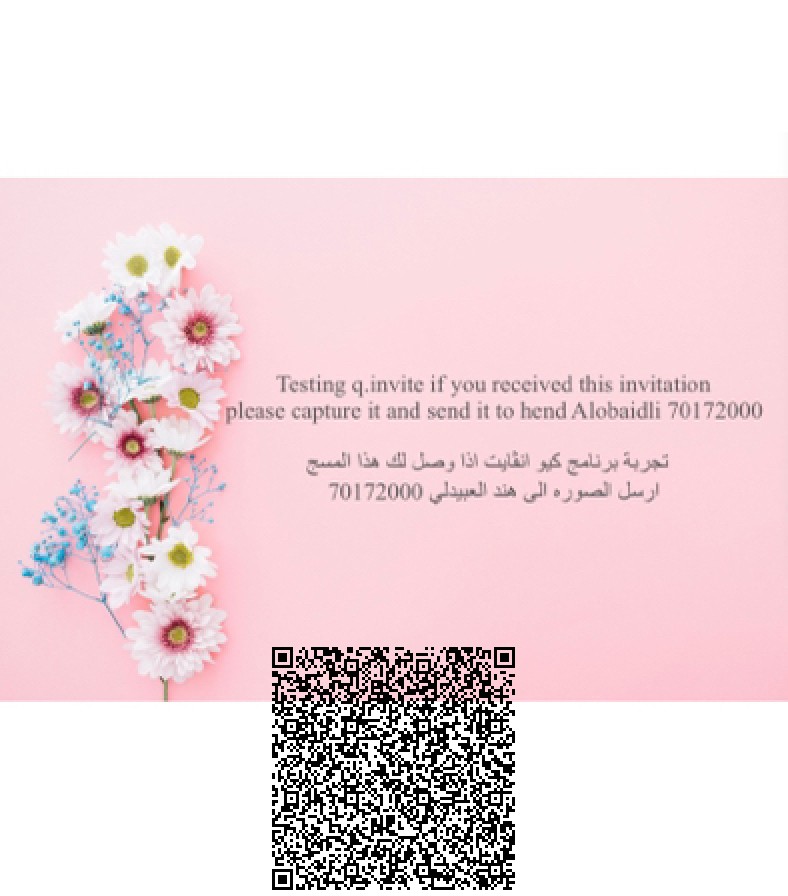 Testing q.invite if you received this invitation
please capture it and send it to hend Alobaidli 70172000
تجربة برنامج كيو انڤايت اذا وصل لك هذا المسج
ارسل الصوره الى هند العبيدلي 70172000